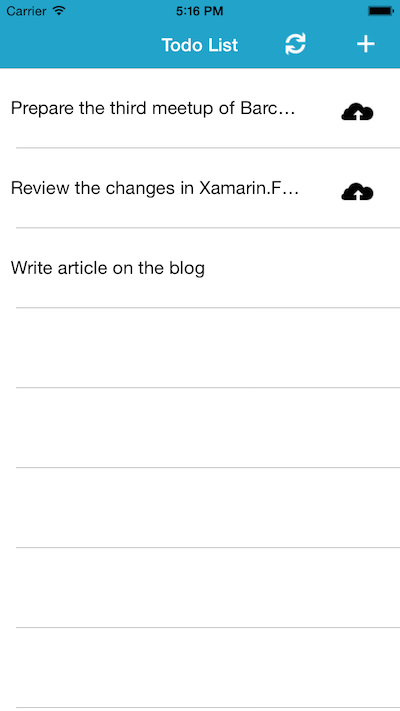 Carrier 5:16 PM
Todo List
Prepare the third meetup of Barc...
Review the changes in Xamarin.F...
Write article on the blog